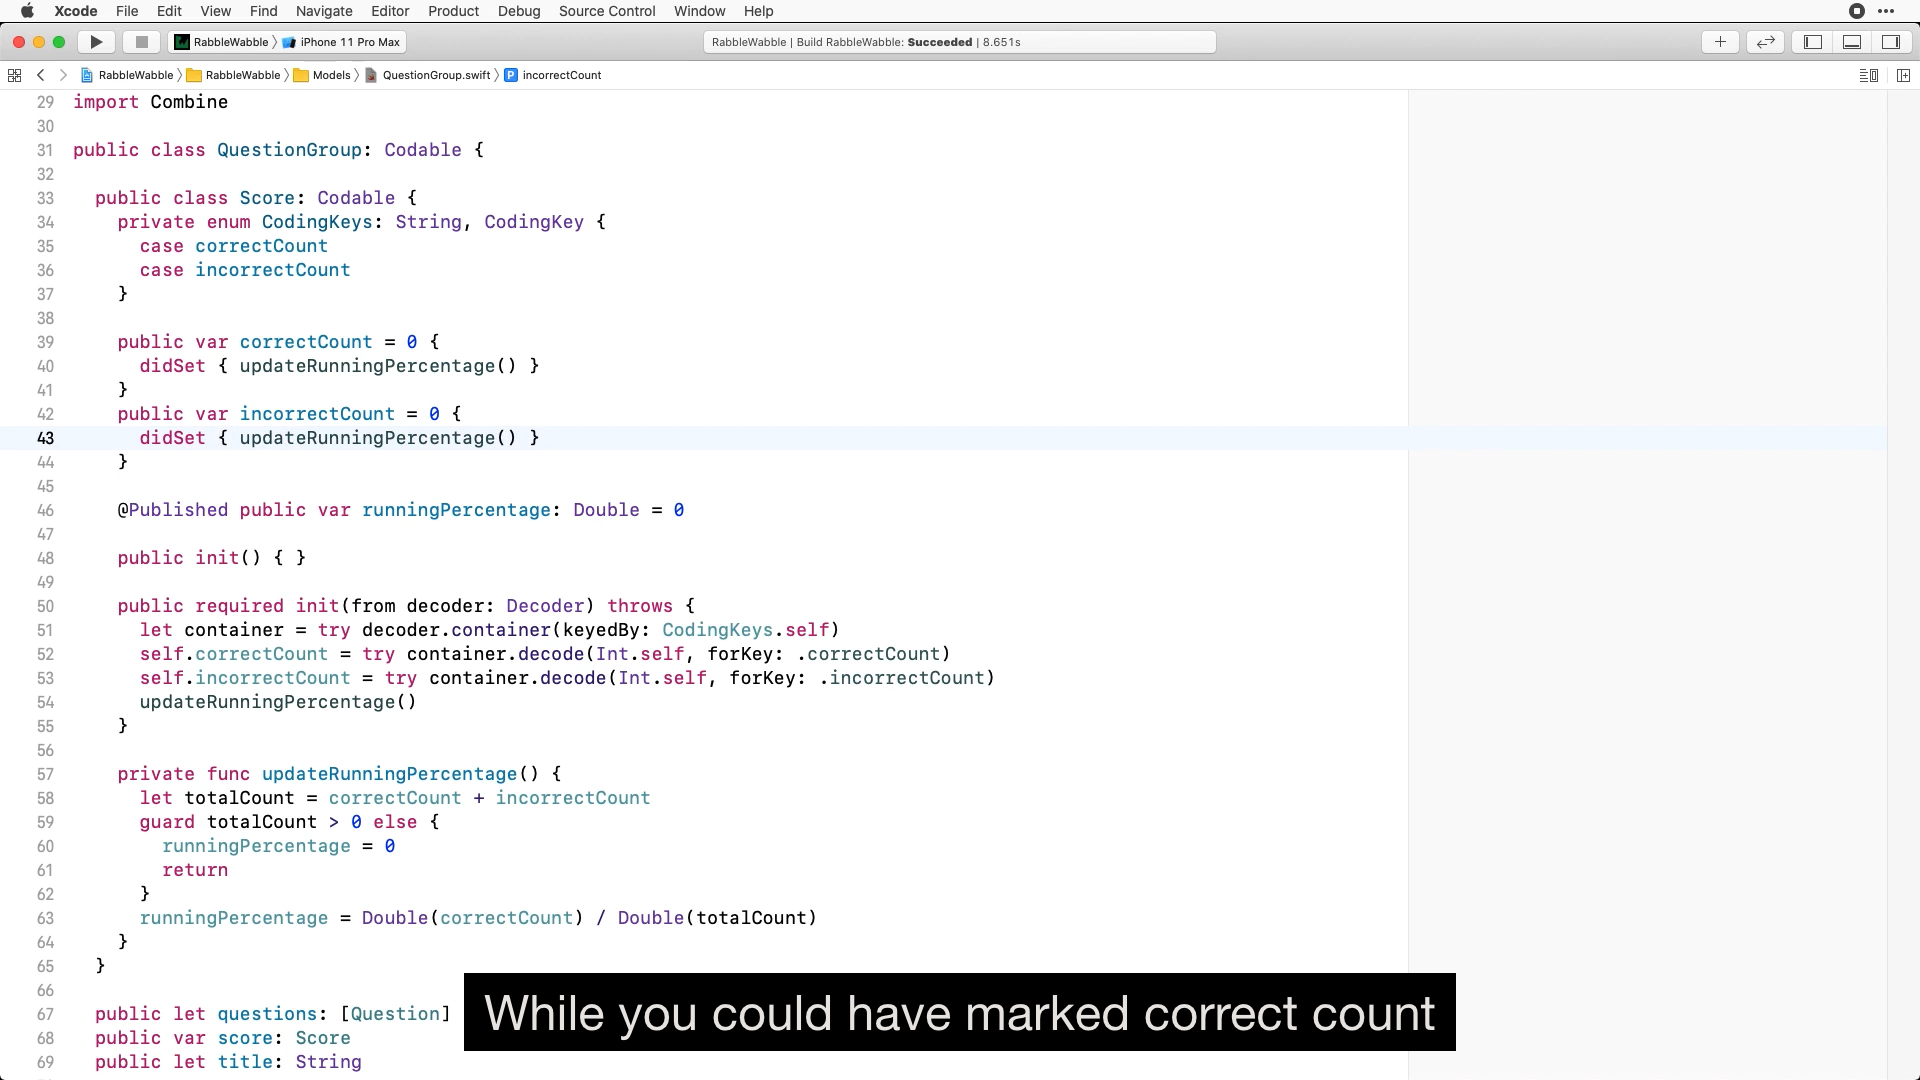 Xcode File Edit View Find Navigate Editor Product Debug Source Control Window Help
RabbleWabble iPhone 11 Pro Max RabbleWabble | Build RabbleWabble: Succeeded | 8.651s
RabbleWabble RabbleWabble Models QuestionGroup.swift P incorrectCount
29 import Combine
30
31 public class QuestionGroup: Codable {
32
33 public class Score: Codable {
34 private enum CodingKeys: String, CodingKey {
35 case correctCount
36 case incorrectCount
37 }
38
39 public var correctCount = 0 {
40 didSet { updateRunningPercentage() }
41 }
42 public var incorrectCount = 0 {
43 didSet { updateRunningPercentage() }
44 }
45
46 @Published public var runningPercentage: Double = 0
47
48 public init() { }
49
50 public required init(from decoder: Decoder) throws {
51 let container = try decoder.container(keyedBy: CodingKeys.self)
52 self.correctCount = try container.decode(Int.self, forKey: .correctCount)
53 self.incorrectCount = try container.decode(Int.self, forKey: .incorrectCount)
54 updateRunningPercentage()
55 }
56
57 private func updateRunningPercentage() {
58 let totalCount = correctCount + incorrectCount
59 guard totalCount > 0 else {
60 runningPercentage = 0
61 return
62 }
63 runningPercentage = Double(correctCount) / Double(totalCount)
64 }
65 }
66
67 public let questions: [Question]
68 public var score: Score
69 public let title: String
While you could have marked correct count